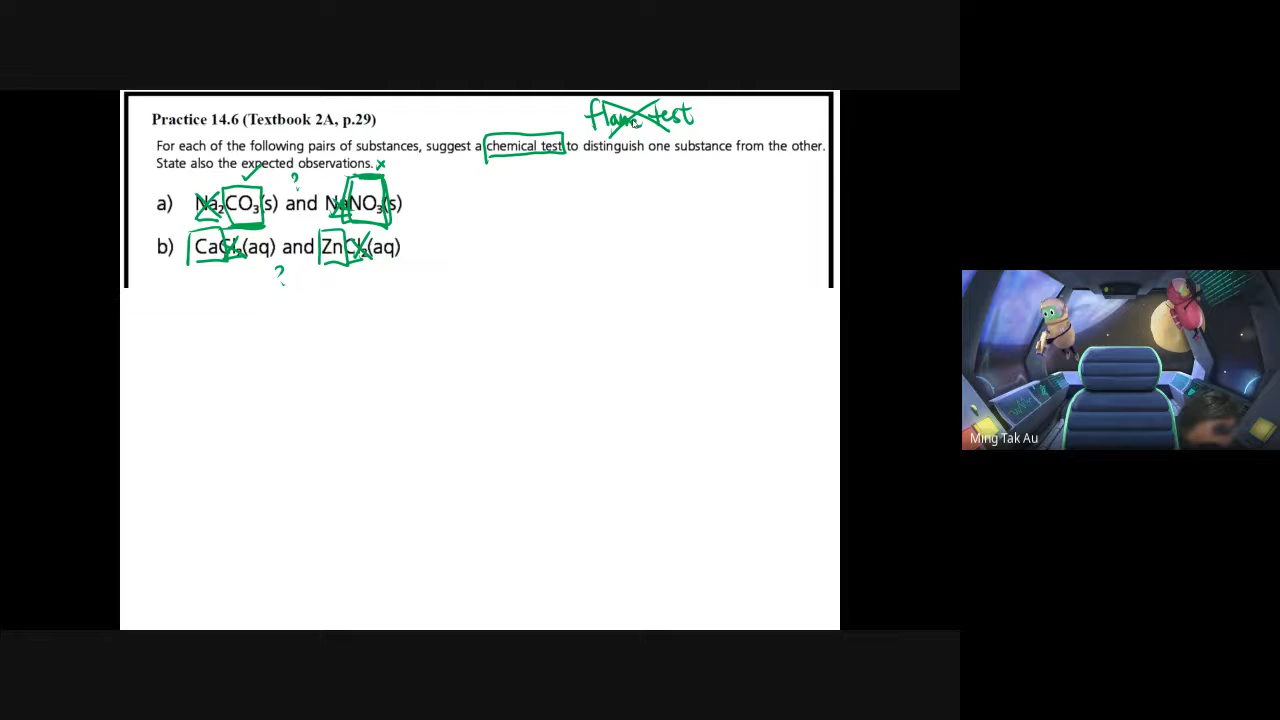 flame test
Practice 14.6 (Textbook 2A, p.29)
For each of the following pairs of substances, suggest a chemical test to distinguish one substance from the other.
State also the expected observations.
?
a) Na₂CO₃(s) and NaNO₃(s)
b) CaCl₂(aq) and ZnCl₂(aq)
?
Ming Tak Au